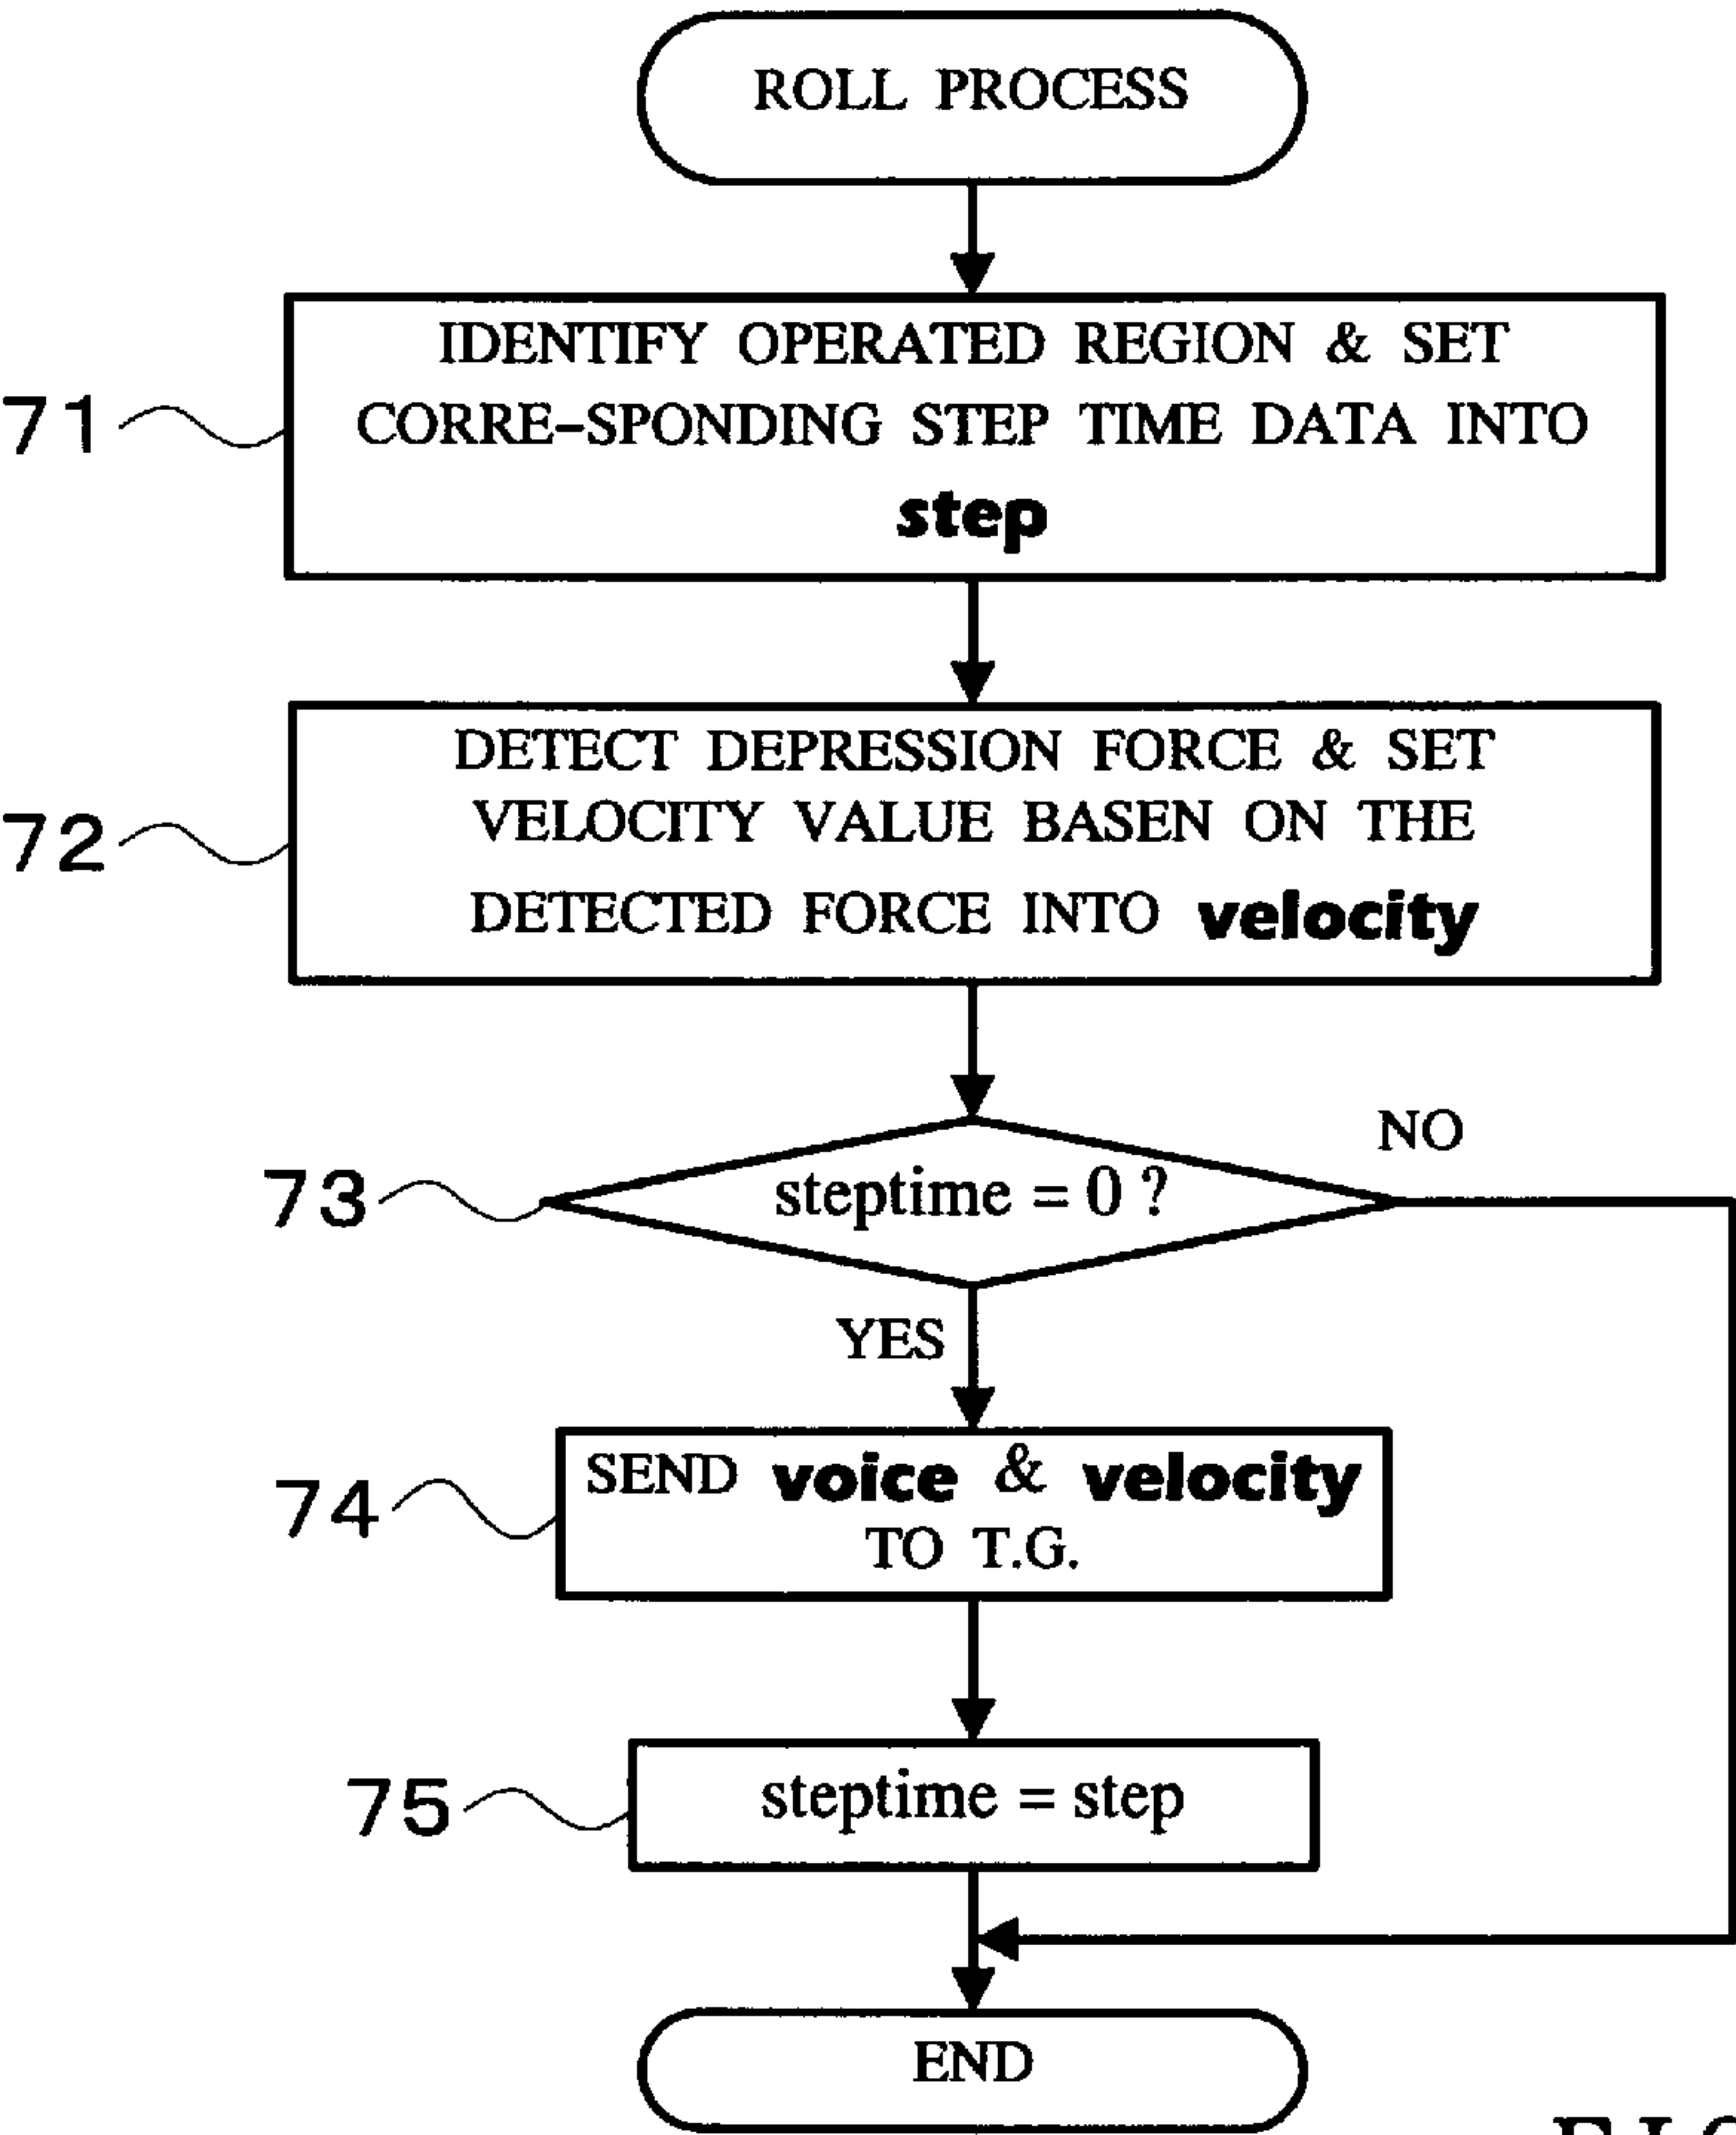 ROLL PROCESS
71
IDENTIFY OPERATED REGION & SET
CORRE-SPONDING STEP TIME DATA INTO
step
72
DETECT DEPRESSION FORCE & SET
VELOCITY VALUE BASEN ON THE
DETECTED FORCE INTO velocity
73
steptime = 0 ?
NO
YES
74
SEND voice & velocity
TO T.G.
75
steptime = step
END